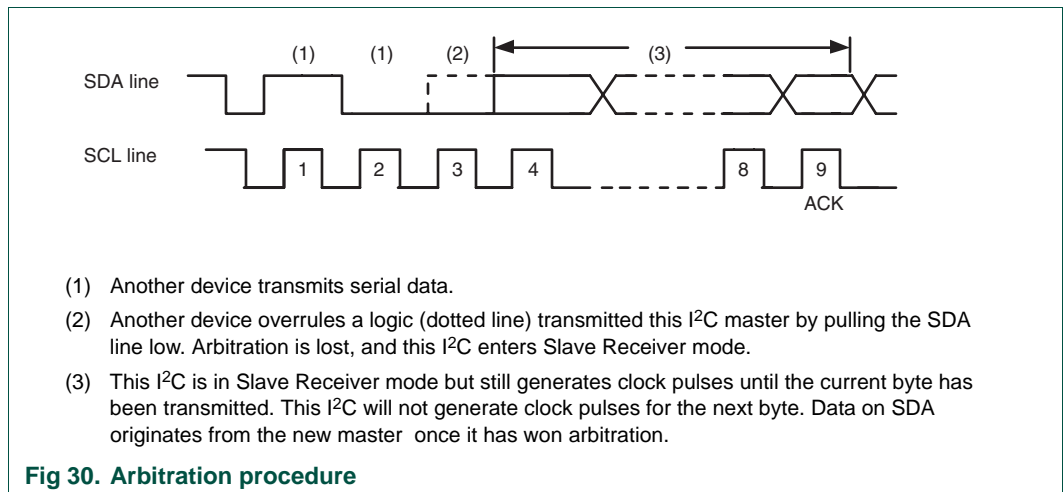 (1) (1) (2) (3)
SDA line
SCL line
1 2 3 4 8 9
ACK
(1) Another device transmits serial data.
(2) Another device overrules a logic (dotted line) transmitted this I²C master by pulling the SDA
line low. Arbitration is lost, and this I²C enters Slave Receiver mode.
(3) This I²C is in Slave Receiver mode but still generates clock pulses until the current byte has
been transmitted. This I²C will not generate clock pulses for the next byte. Data on SDA
originates from the new master once it has won arbitration.
Fig 30. Arbitration procedure